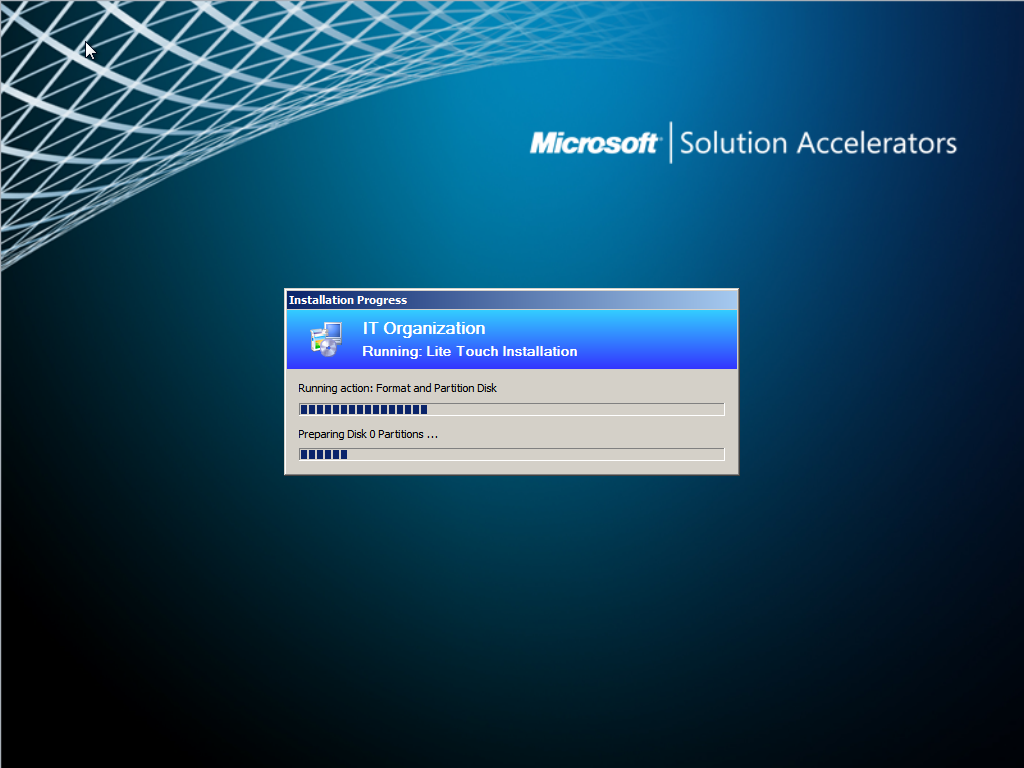 Microsoft | Solution Accelerators
Installation Progress
IT Organization
Running: Lite Touch Installation
Running action: Format and Partition Disk
Preparing Disk 0 Partitions ...